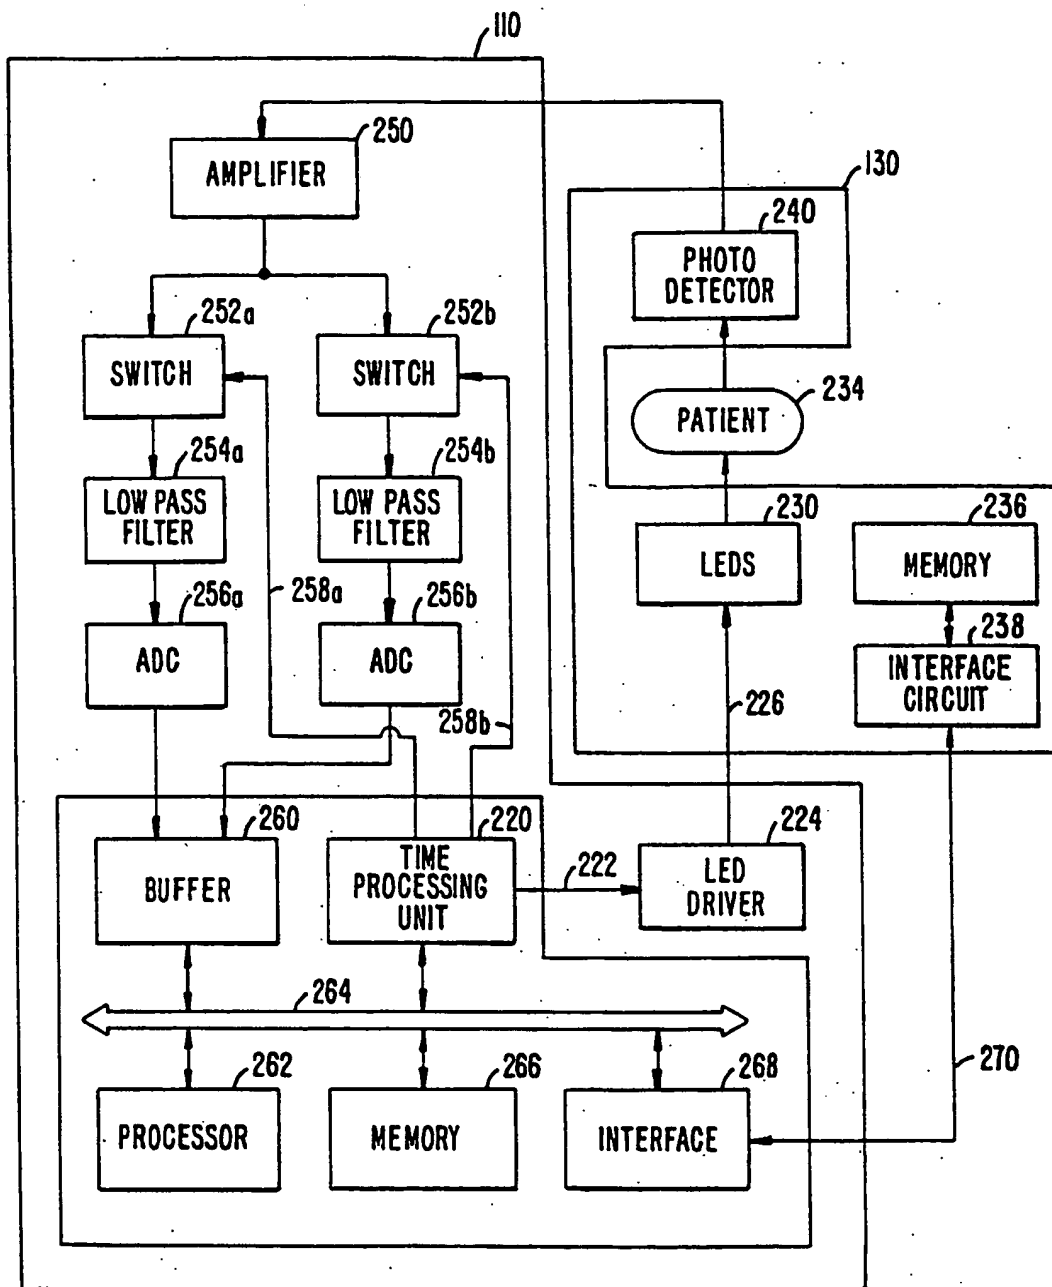 110
250
AMPLIFIER
130
240
PHOTO
DETECTOR
252a
252b
SWITCH
SWITCH
234
PATIENT
254a
254b
LOW PASS
FILTER
LOW PASS
FILTER
230
236
LEDS
MEMORY
256a
258a
256b
238
ADC
ADC
INTERFACE
CIRCUIT
258b
226
260
220
224
BUFFER
TIME
PROCESSING
UNIT
222
LED
DRIVER
264
262
266
268
270
PROCESSOR
MEMORY
INTERFACE